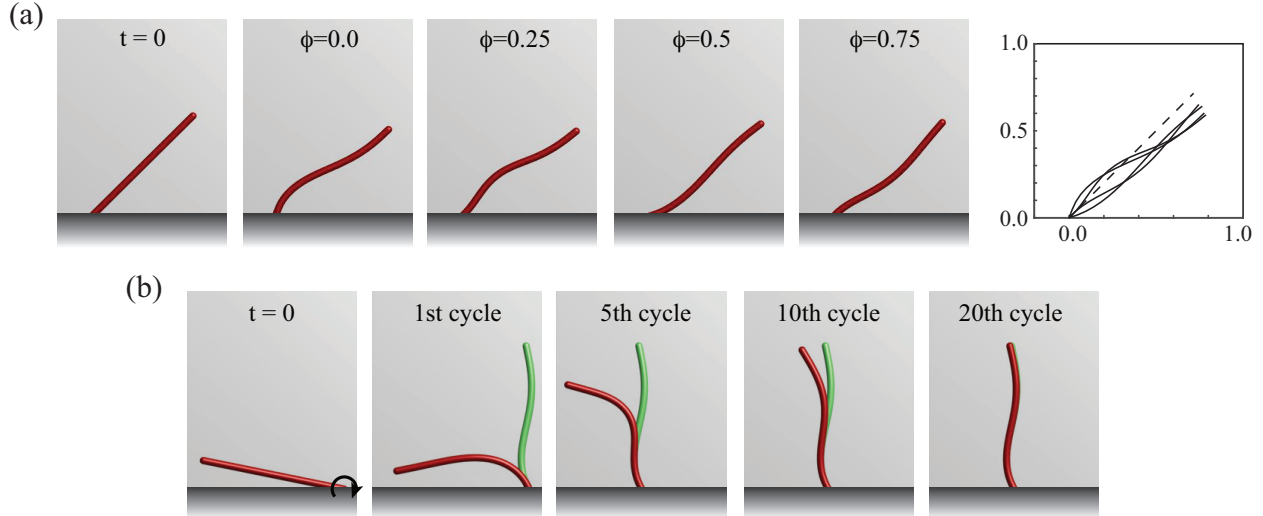 (a)
t = 0
ϕ=0.0
ϕ=0.25
ϕ=0.5
ϕ=0.75
1.0
0.5
0.0
0.0
1.0
(b)
t = 0
1st cycle
5th cycle
10th cycle
20th cycle